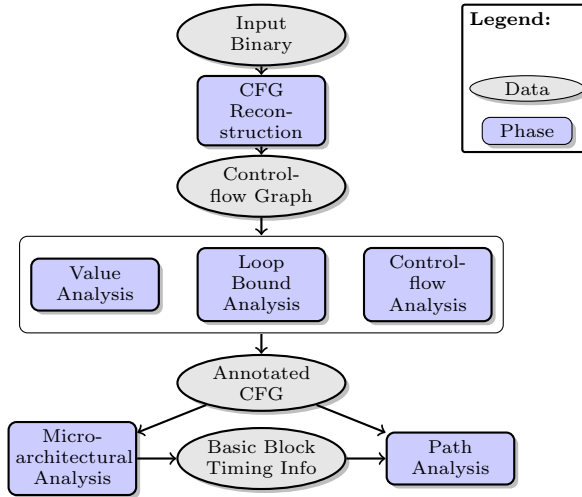 Input
Binary
Legend:
Data
Phase
CFG
Recon-
struction
Control-
flow Graph
Value
Analysis
Loop
Bound
Analysis
Control-
flow
Analysis
Annotated
CFG
Micro-
architectural
Analysis
Basic Block
Timing Info
Path
Analysis